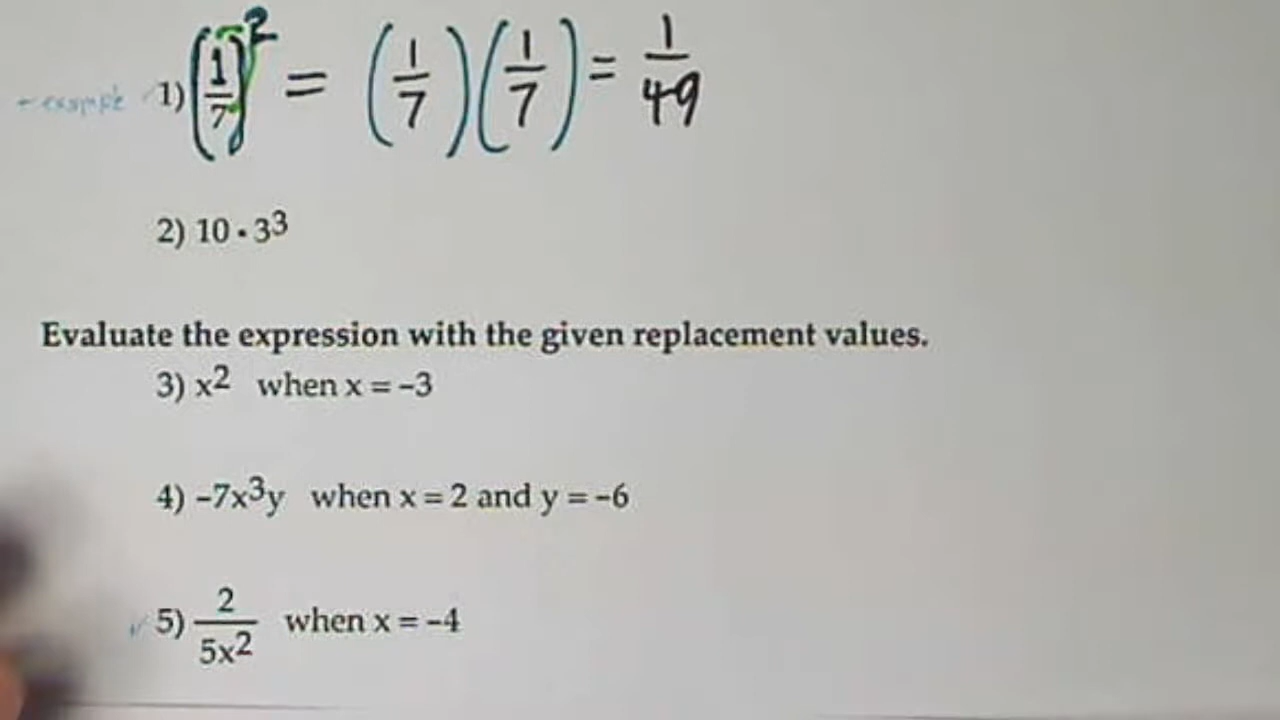 ← example 1) (1/7)² = (1/7)(1/7) = 1/49
2) 10 · 3³
Evaluate the expression with the given replacement values.
3) x² when x = −3
4) −7x³y when x = 2 and y = −6
5) 2/5x² when x = −4